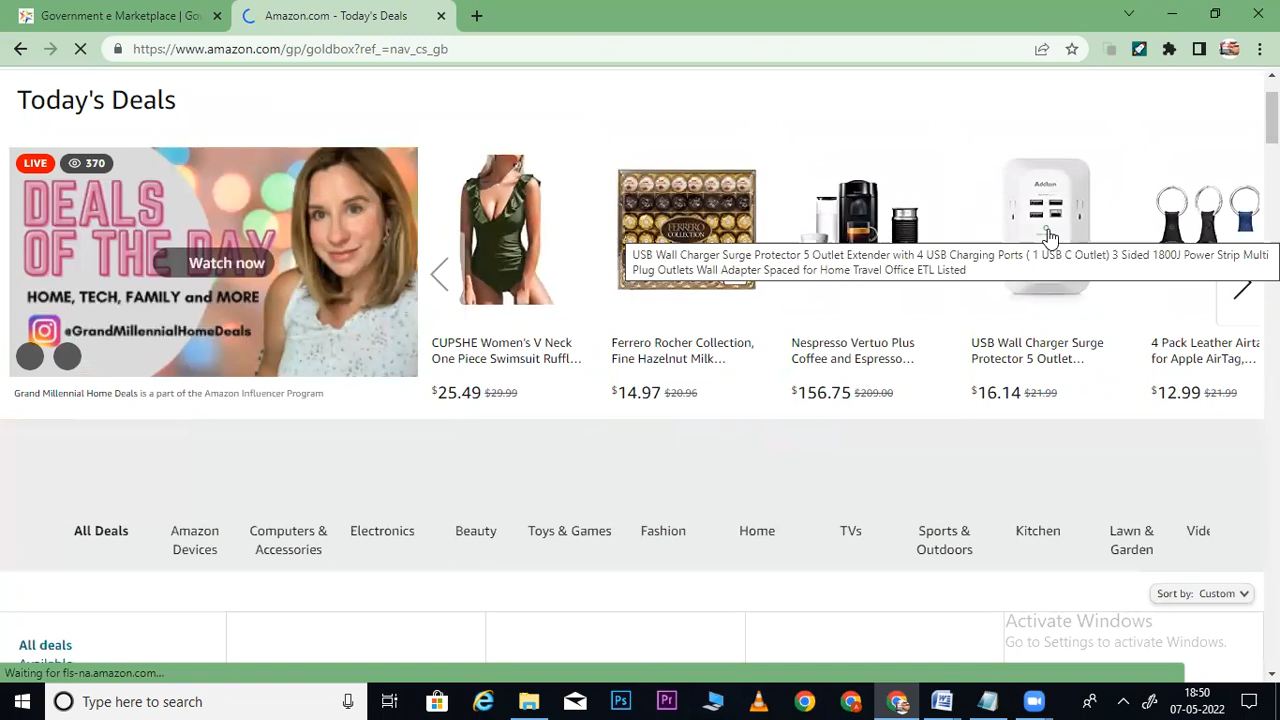 Government e Marketplace | Go
Amazon.com - Today's Deals
https://www.amazon.com/gp/goldbox?ref_=nav_cs_gb
Today's Deals
LIVE 370
DEALS
OF THE DAY
Watch now
HOME, TECH, FAMILY and MORE
@GrandMillennialHomeDeals
Grand Millennial Home Deals is a part of the Amazon Influencer Program
CUPSHE Women's V Neck
One Piece Swimsuit Ruffl...
$25.49 $29.99
FERRERO
COLLECTION
Ferrero Rocher Collection,
Fine Hazelnut Milk...
$14.97 $20.96
Nespresso Vertuo Plus
Coffee and Espresso...
$156.75 $209.00
Addtam
USB Wall Charger Surge Protector 5 Outlet Extender with 4 USB Charging Ports ( 1 USB C Outlet) 3 Sided 1800J Power Strip Multi
Plug Outlets Wall Adapter Spaced for Home Travel Office ETL Listed
USB Wall Charger Surge
Protector 5 Outlet...
$16.14 $21.99
4 Pack Leather Airta
for Apple AirTag,...
$12.99 $21.99
All Deals
Amazon
Devices
Computers &
Accessories
Electronics
Beauty
Toys & Games
Fashion
Home
TVs
Sports &
Outdoors
Kitchen
Lawn &
Garden
Vide
Sort by: Custom
All deals
Available
Activate Windows
Go to Settings to activate Windows.
Waiting for fls-na.amazon.com...
Type here to search
Ps
Pr
18:50
07-05-2022